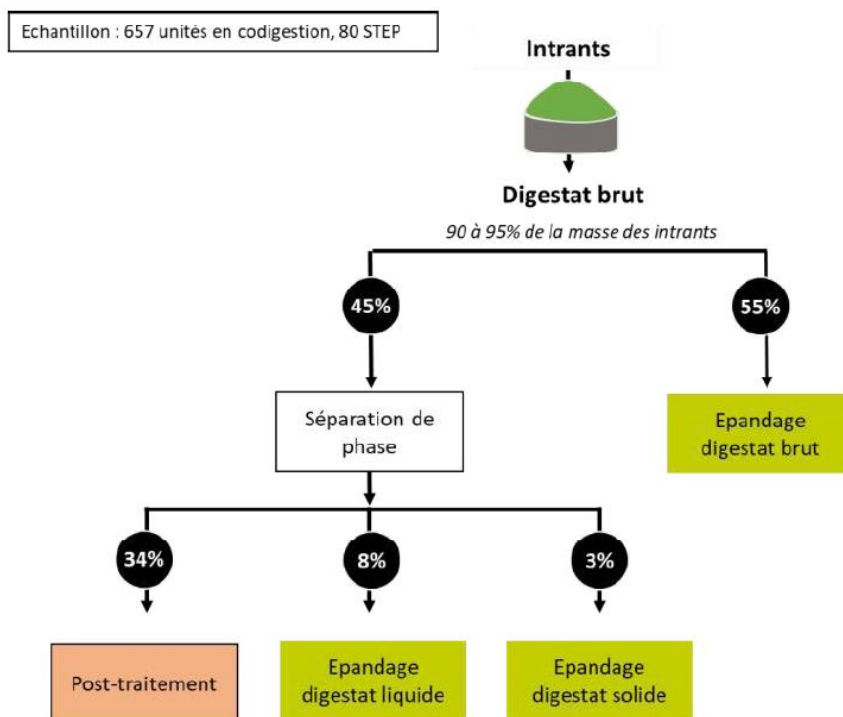 Echantillon : 657 unités en codigestion, 80 STEP
Intrants
Digestat brut
90 à 95% de la masse des intrants
45%
55%
Séparation de
phase
Epandage
digestat brut
34%
8%
3%
Post-traitement
Epandage
digestat liquide
Epandage
digestat solide